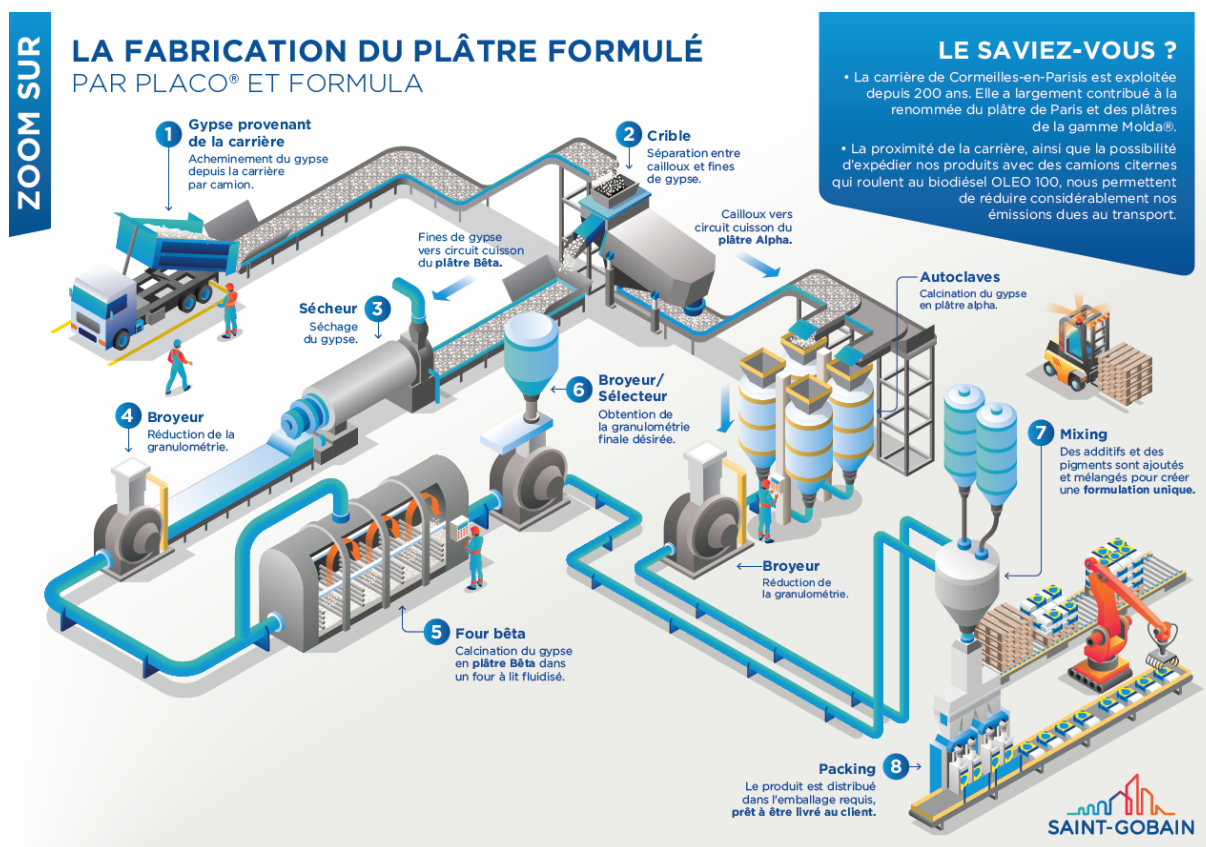 ZOOM SUR
LA FABRICATION DU PLÂTRE FORMULÉ
PAR PLACO® ET FORMULA
LE SAVIEZ-VOUS ?
• La carrière de Cormeilles-en-Parisis est exploitée
depuis 200 ans. Elle a largement contribué à la
renommée du plâtre de Paris et des plâtres
de la gamme Molda®.
• La proximité de la carrière, ainsi que la possibilité
d'expédier nos produits avec des camions citernes
qui roulent au biodiésel OLEO 100, nous permettent
de réduire considérablement nos
émissions dues au transport.
1
Gypse provenant
de la carrière
Acheminement du gypse
depuis la carrière
par camion.
2
Crible
Séparation entre
cailloux et fines
de gypse.
Fines de gypse
vers circuit cuisson
du plâtre Bêta.
Cailloux vers
circuit cuisson du
plâtre Alpha.
Autoclaves
Calcination du gypse
en plâtre alpha.
Sécheur
3
Séchage
du gypse.
4
Broyeur
Réduction de la
granulométrie.
6
Broyeur/
Sélecteur
Obtention de
la granulométrie
finale désirée.
7
Mixing
Des additifs et des
pigments sont ajoutés
et mélangés pour créer
une formulation unique.
Broyeur
Réduction de
la granulométrie.
5
Four bêta
Calcination du gypse
en plâtre Bêta dans
un four à lit fluidisé.
Packing
8
Le produit est distribué
dans l'emballage requis,
prêt à être livré au client.
SAINT-GOBAIN